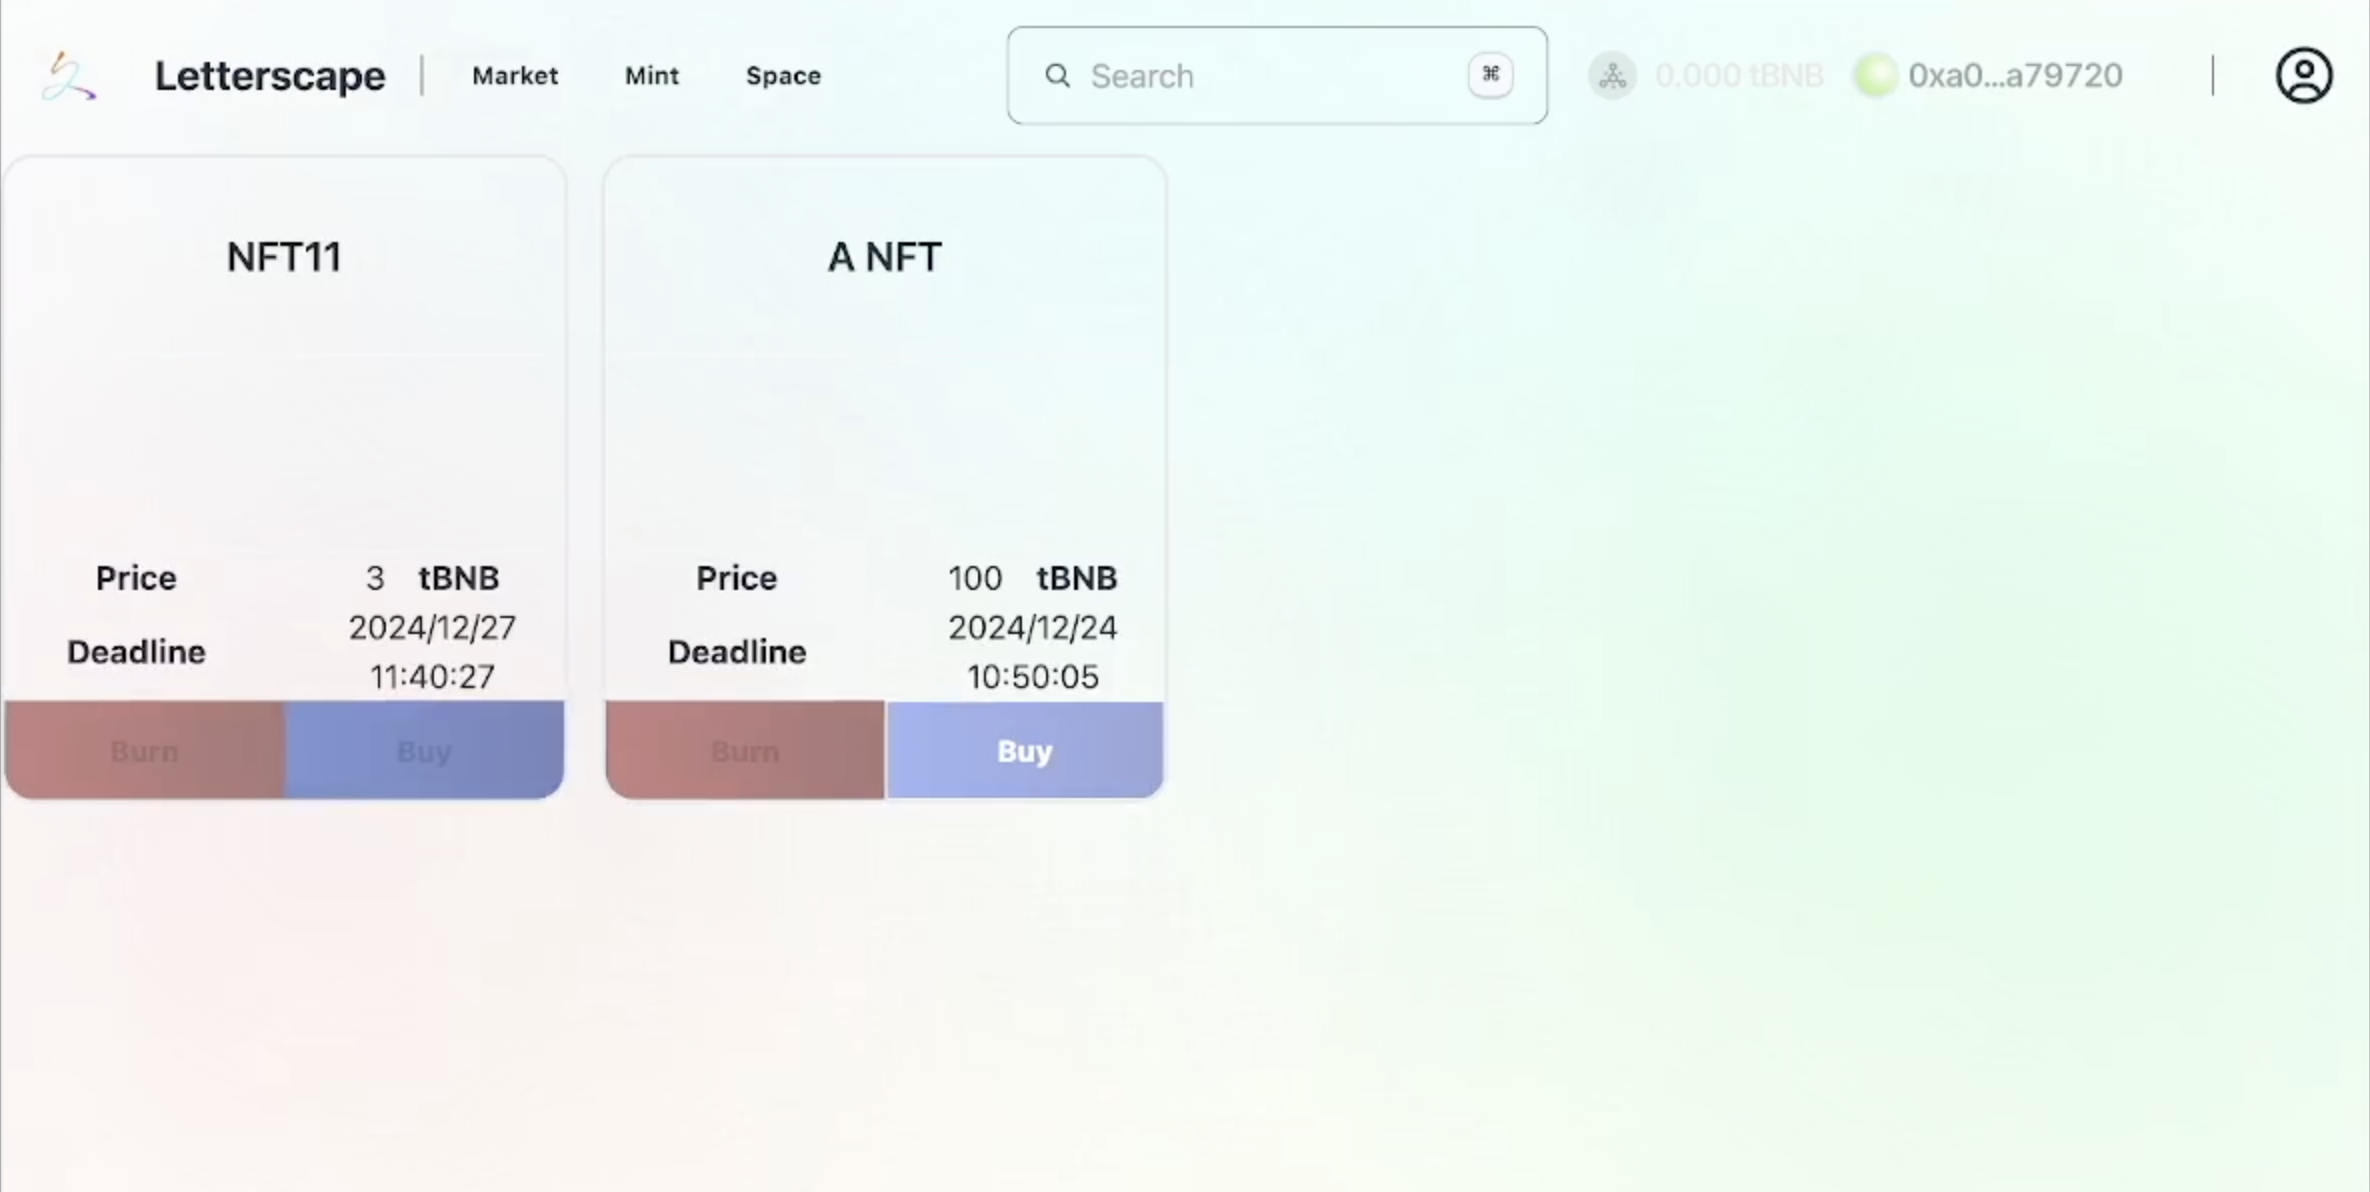 Letterscape
Market
Mint
Space
Search
⌘
0.000 tBNB
0xa0...a79720
NFT11
Price
3 tBNB
Deadline
2024/12/27
11:40:27
Burn
Buy
A NFT
Price
100 tBNB
Deadline
2024/12/24
10:50:05
Burn
Buy